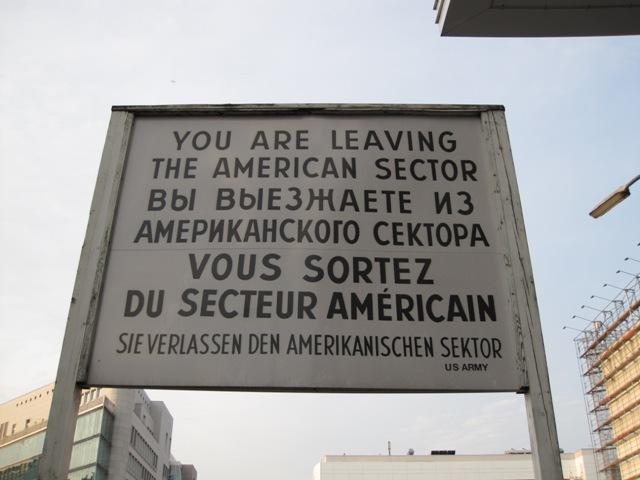 YOU ARE LEAVING
THE AMERICAN SECTOR
ВЫ ВЫЕЗЖАЕТЕ ИЗ
АМЕРИКАНСКОГО СЕКТОРА
VOUS SORTEZ
DU SECTEUR AMÉRICAIN
SIE VERLASSEN DEN AMERIKANISCHEN SEKTOR
US ARMY